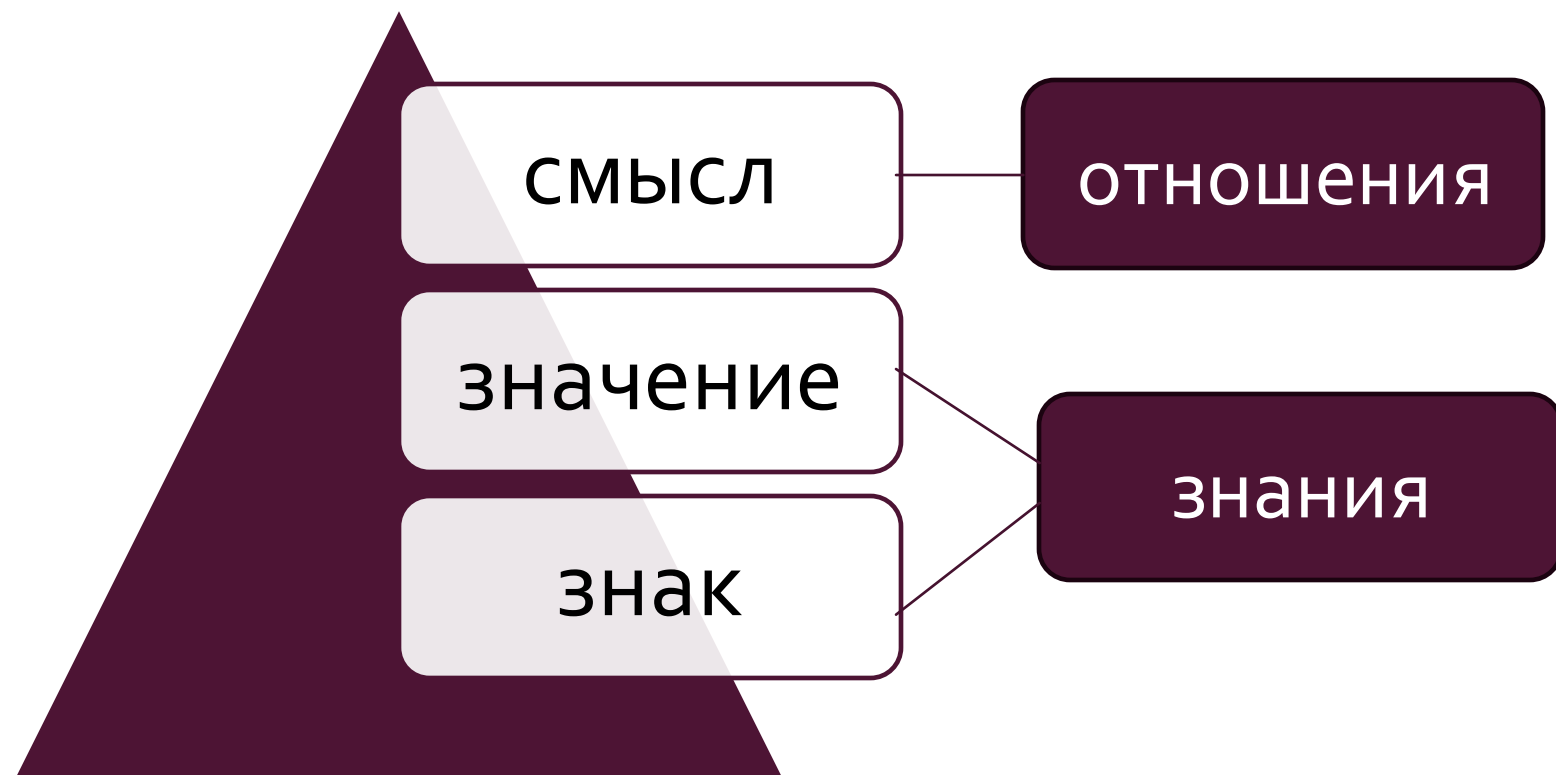 смысл
отношения
значение
знания
знак